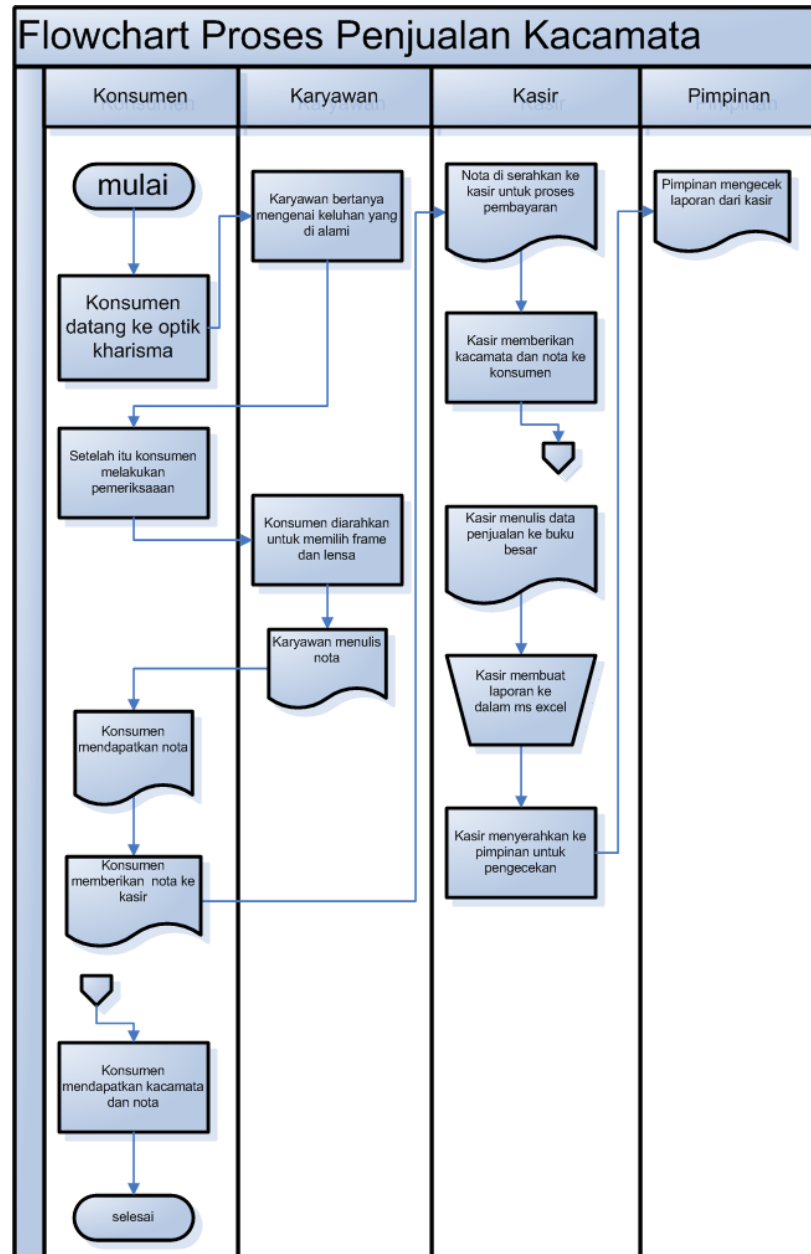 Flowchart Proses Penjualan Kacamata
Konsumen
Karyawan
Kasir
Pimpinan
mulai
Konsumen
datang ke optik
kharisma
Karyawan bertanya
mengenai keluhan yang
di alami
Setelah itu konsumen
melakukan
pemeriksaaan
Konsumen diarahkan
untuk memilih frame
dan lensa
Karyawan menulis
nota
Konsumen
mendapatkan nota
Konsumen
memberikan nota ke
kasir
Nota di serahkan ke
kasir untuk proses
pembayaran
Kasir memberikan
kacamata dan nota ke
konsumen
Konsumen
mendapatkan kacamata
dan nota
selesai
Kasir menulis data
penjualan ke buku
besar
Kasir membuat
laporan ke
dalam ms excel
Kasir menyerahkan ke
pimpinan untuk
pengecekan
Pimpinan mengecek
laporan dari kasir